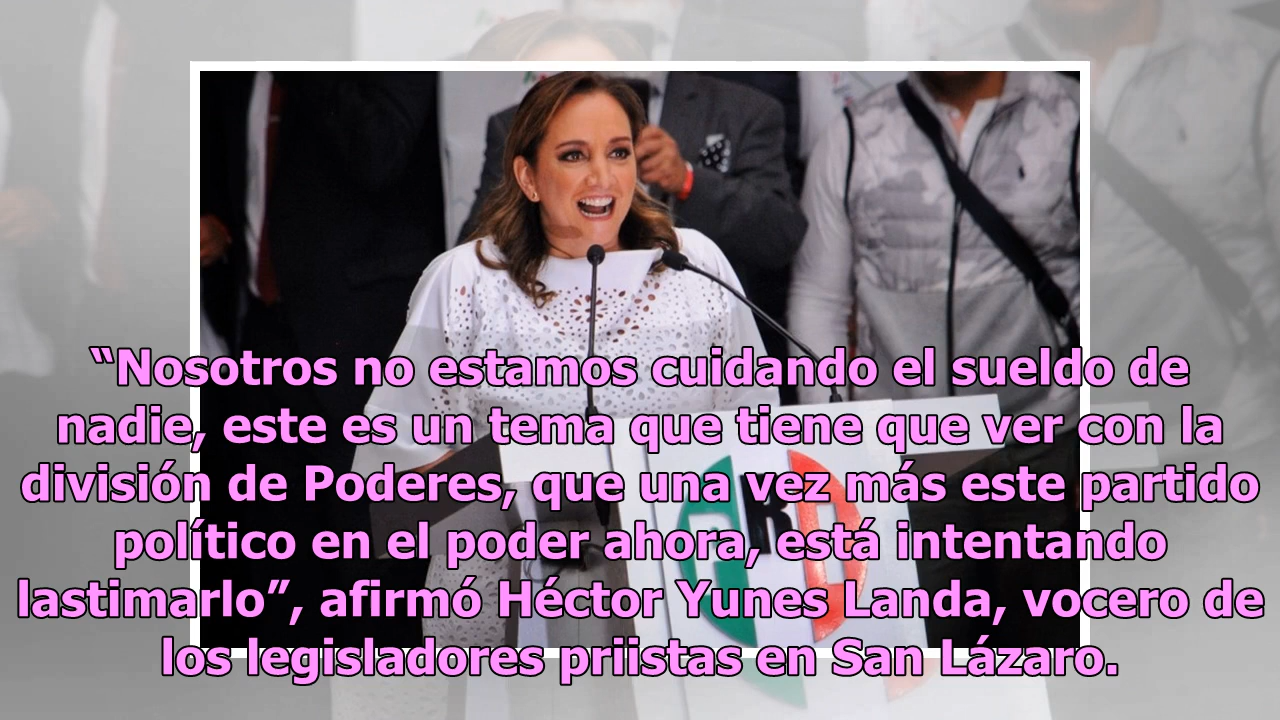 “Nosotros no estamos cuidando el sueldo de
nadie, este es un tema que tiene que ver con la
división de Poderes, que una vez más este partido
político en el poder ahora, está intentando
lastimarlo”, afirmó Héctor Yunes Landa, vocero de
los legisladores priistas en San Lázaro.
PRI